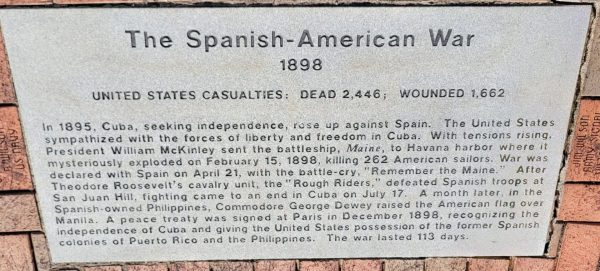 The Spanish-American War
1898
UNITED STATES CASUALTIES: DEAD 2,446; WOUNDED 1,662
In 1895, Cuba, seeking independence, rose up against Spain. The United States
sympathized with the forces of liberty and freedom in Cuba. With tensions rising,
President William McKinley sent the battleship, Maine, to Havana harbor where it
mysteriously exploded on February 15, 1898, killing 262 American sailors. War was
declared with Spain on April 21, with the battle-cry, "Remember the Maine." After
Theodore Roosevelt's cavalry unit, the "Rough Riders," defeated Spanish troops at
San Juan Hill, fighting came to an end in Cuba on July 17. A month later, in the
Spanish-owned Philippines, Commodore George Dewey raised the American flag over
Manila. A peace treaty was signed at Paris in December 1898, recognizing the
independence of Cuba and giving the United States possession of the former Spanish
colonies of Puerto Rico and the Philippines. The war lasted 113 days.
US NAVY